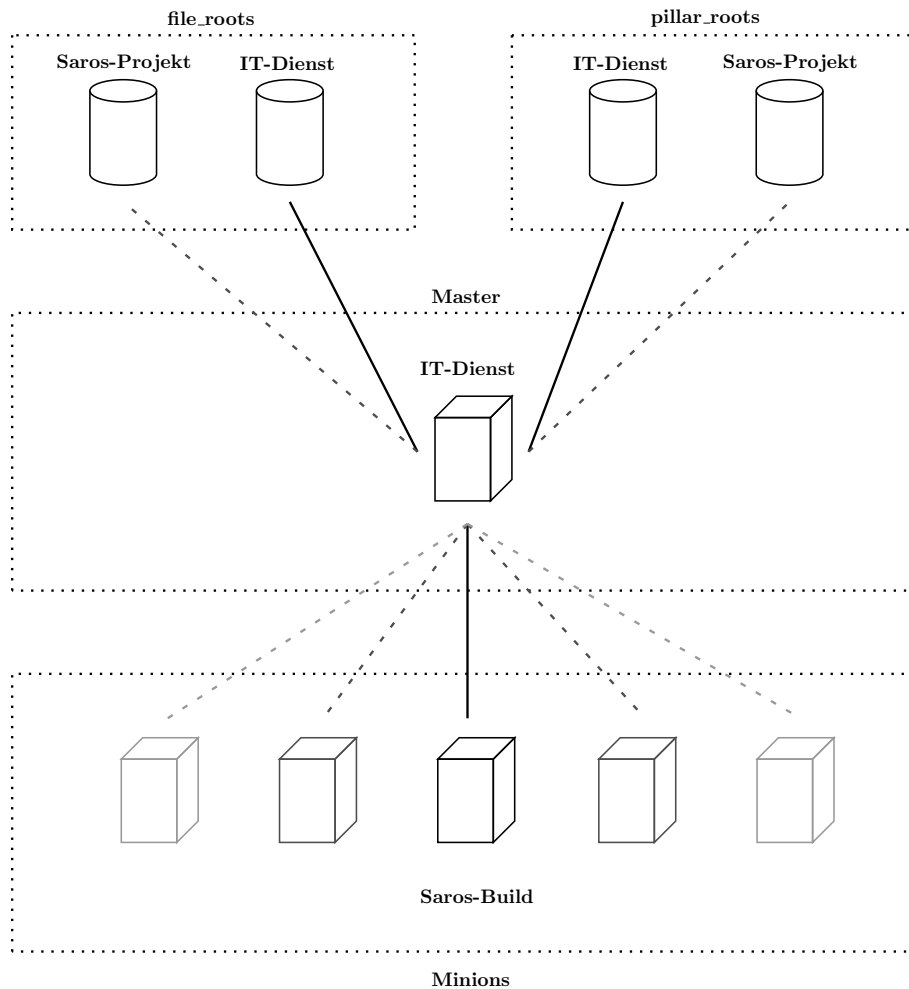 file_roots
pillar_roots
Saros-Projekt
IT-Dienst
IT-Dienst
Saros-Projekt
Master
IT-Dienst
Saros-Build
Minions